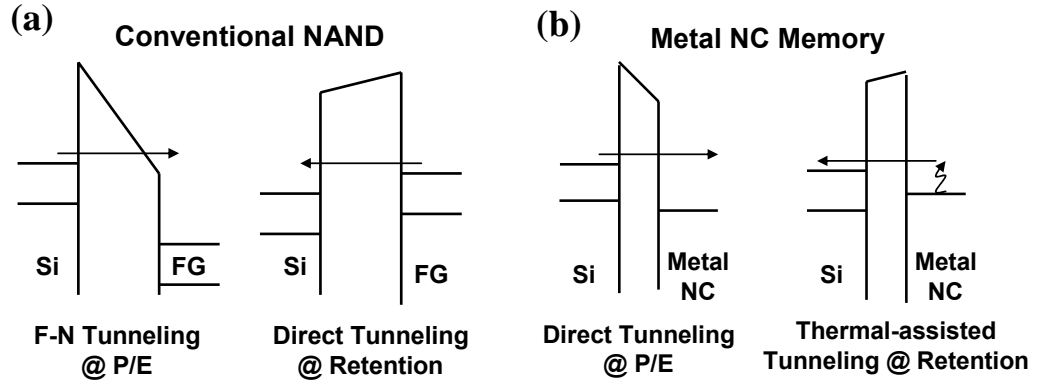 (a)
Conventional NAND
Si
FG
F-N Tunneling
@ P/E
Si
FG
Direct Tunneling
@ Retention
(b)
Metal NC Memory
Si
Metal
NC
Direct Tunneling
@ P/E
Si
Metal
NC
Thermal-assisted
Tunneling @ Retention